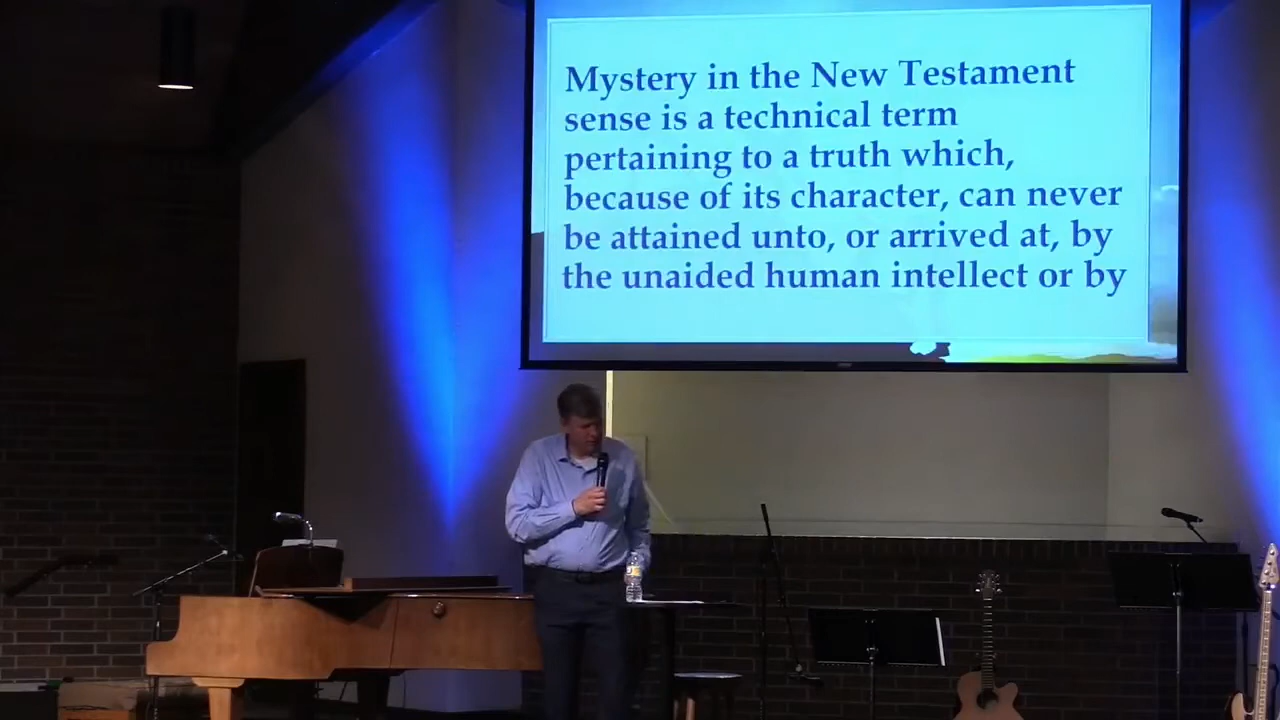 Mystery in the New Testament
sense is a technical term
pertaining to a truth which,
because of its character, can never
be attained unto, or arrived at, by
the unaided human intellect or by